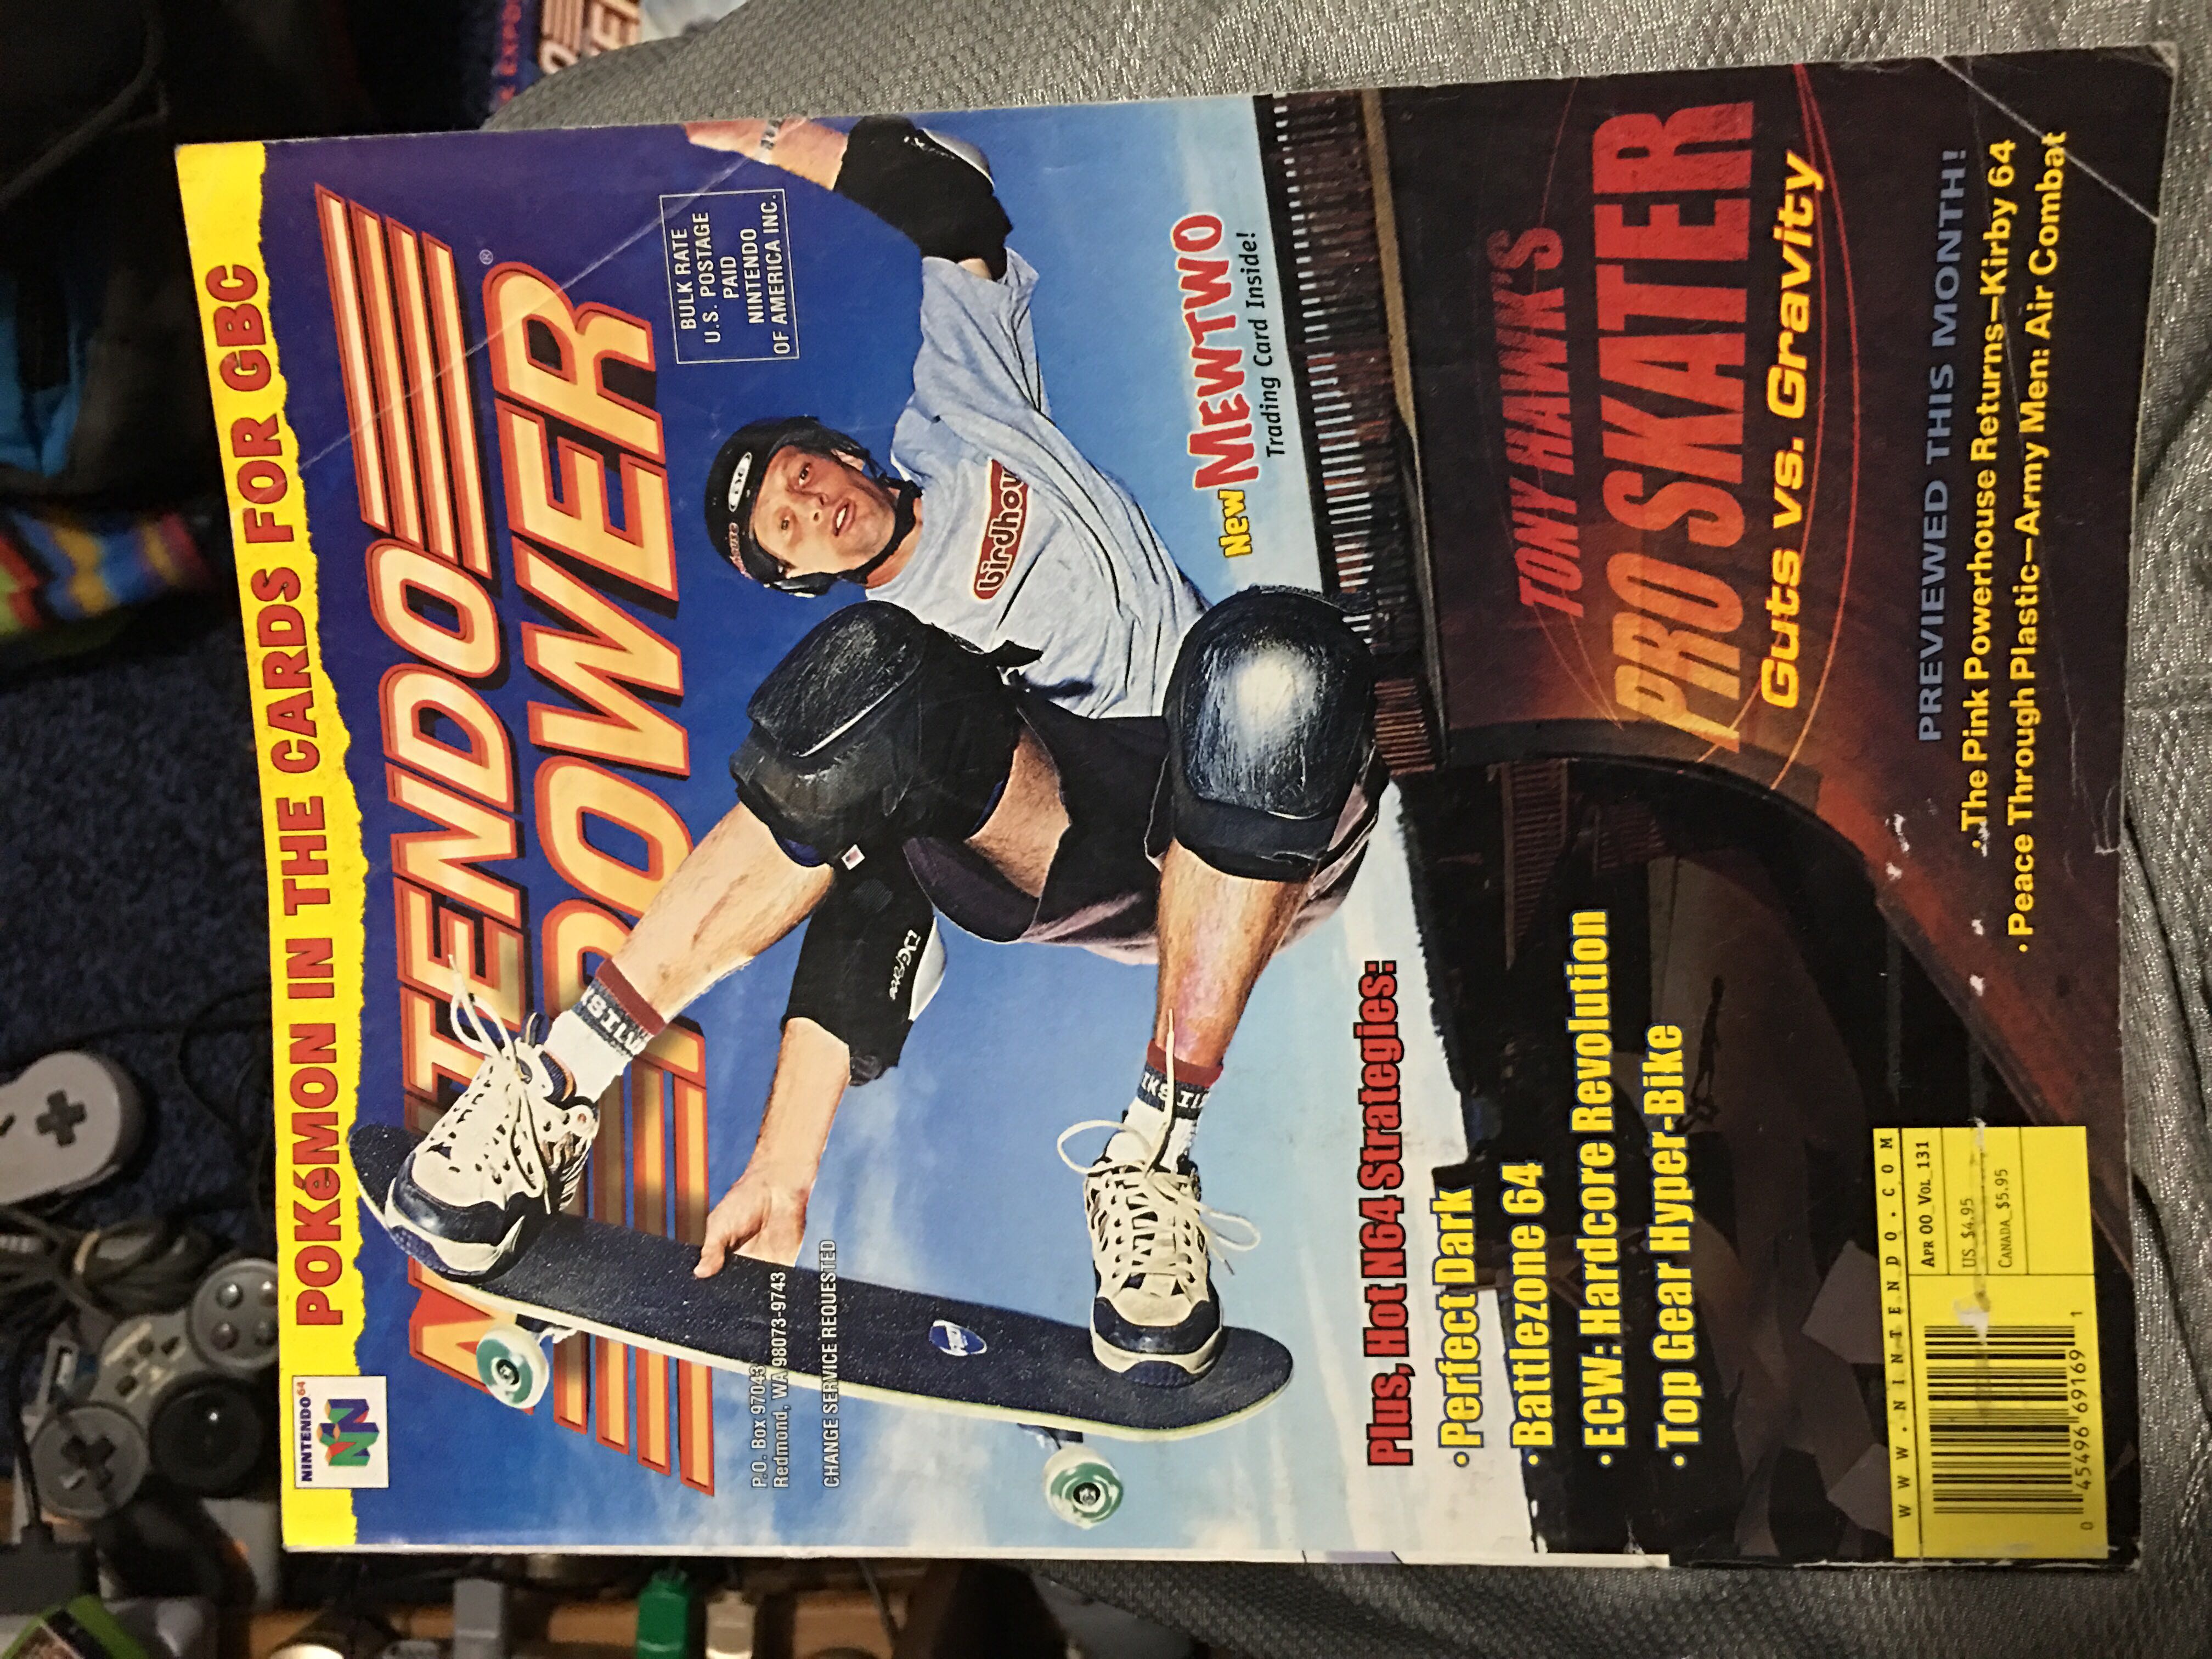 POKéMON IN THE CARDS FOR GBC
NINTENDO 64
NINTENDO
POWER
®
BULK RATE
U.S. POSTAGE
PAID
NINTENDO
OF AMERICA INC.
P.O. Box 97043
Redmond, WA 98073-9743
CHANGE SERVICE REQUESTED
birdhou
New MEWTWO
Trading Card Inside!
Plus, Hot N64 Strategies:
•Perfect Dark
•Battlezone 64
•ECW: Hardcore Revolution
•Top Gear Hyper-Bike
TONY HAWK'S
PRO SKATER
Guts vs. Gravity
PREVIEWED THIS MONTH!
•The Pink Powerhouse Returns—Kirby 64
•Peace Through Plastic—Army Men: Air Combat
WWW.NINTENDO.COM
APR 00 VOL 131
US $4.95
CANADA $5.95
0 45496 69169 1